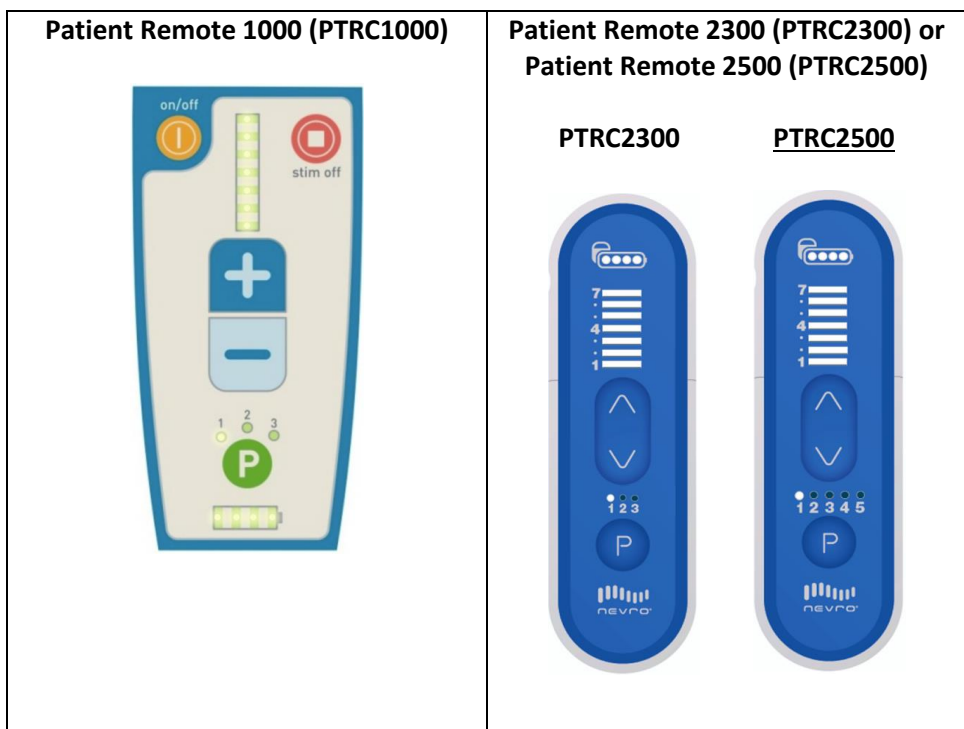 Patient Remote 1000 (PTRC1000)
on/off
stim off
1 2 3
P
Patient Remote 2300 (PTRC2300) or
Patient Remote 2500 (PTRC2500)
PTRC2300
PTRC2500
7
4
1
1 2 3
P
nevro
7
4
1
1 2 3 4 5
P
nevro